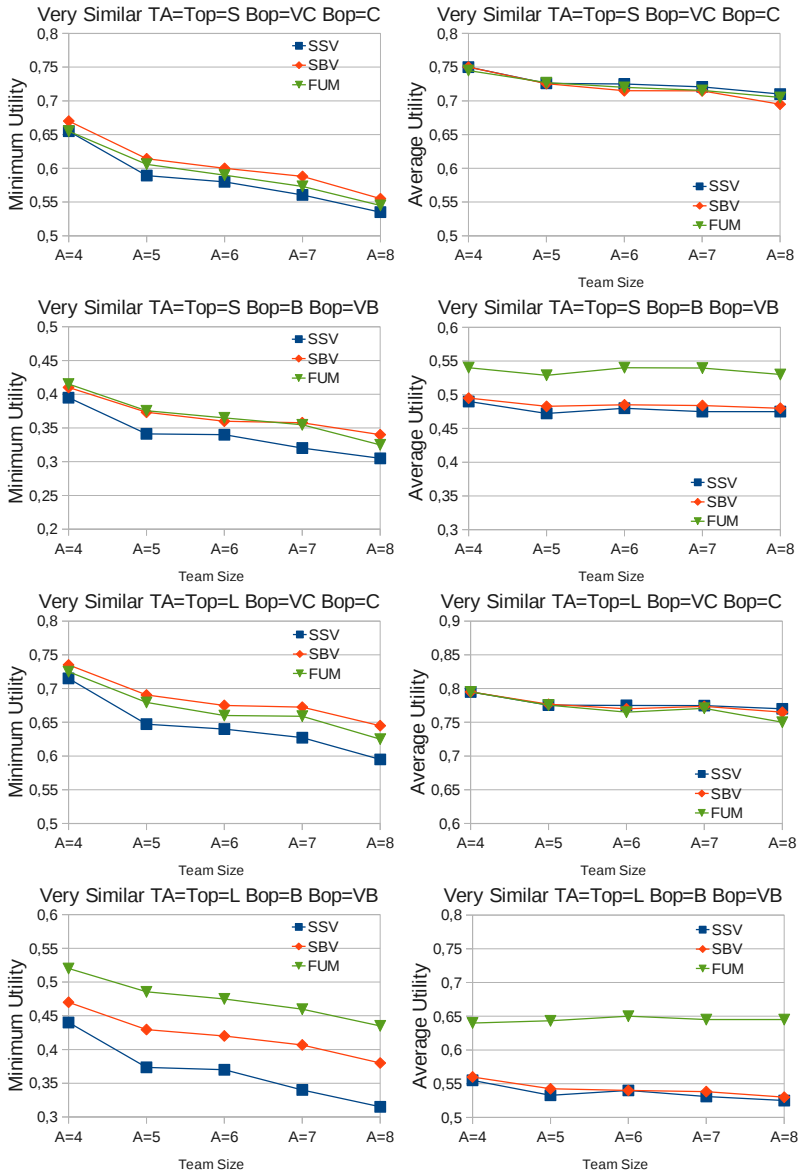 Very Similar TA=Top=S Bop=VC Bop=C
Minimum Utility
0,8
0,75
0,7
0,65
0,6
0,55
0,5
SSV
SBV
FUM
A=4 A=5 A=6 A=7 A=8
Very Similar TA=Top=S Bop=VC Bop=C
Average Utility
0,8
0,75
0,7
0,65
0,6
0,55
0,5
SSV
SBV
FUM
A=4 A=5 A=6 A=7 A=8
Team Size
Very Similar TA=Top=S Bop=B Bop=VB
Minimum Utility
0,5
0,45
0,4
0,35
0,3
0,25
0,2
SSV
SBV
FUM
A=4 A=5 A=6 A=7 A=8
Team Size
Very Similar TA=Top=S Bop=B Bop=VB
Average Utility
0,6
0,55
0,5
0,45
0,4
0,35
0,3
SSV
SBV
FUM
A=4 A=5 A=6 A=7 A=8
Team Size
Very Similar TA=Top=L Bop=VC Bop=C
Minimum Utility
0,8
0,75
0,7
0,65
0,6
0,55
0,5
SSV
SBV
FUM
A=4 A=5 A=6 A=7 A=8
Team Size
Very Similar TA=Top=L Bop=VC Bop=C
Average Utility
0,9
0,85
0,8
0,75
0,7
0,65
0,6
SSV
SBV
FUM
A=4 A=5 A=6 A=7 A=8
Team Size
Very Similar TA=Top=L Bop=B Bop=VB
Minimum Utility
0,6
0,55
0,5
0,45
0,4
0,35
0,3
SSV
SBV
FUM
A=4 A=5 A=6 A=7 A=8
Team Size
Very Similar TA=Top=L Bop=B Bop=VB
Average Utility
0,8
0,75
0,7
0,65
0,6
0,55
0,5
SSV
SBV
FUM
A=4 A=5 A=6 A=7 A=8
Team Size